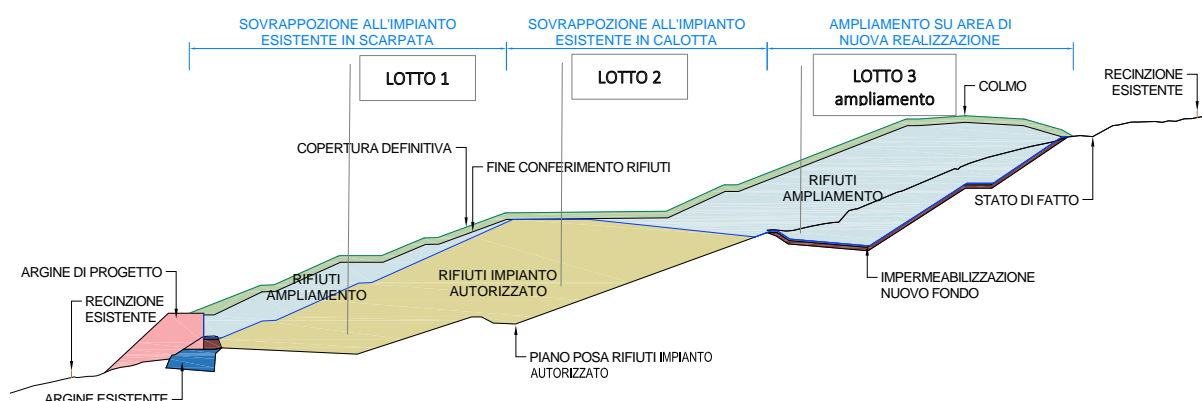 SOVRAPPOZIONE ALL'IMPIANTO
ESISTENTE IN SCARPATA
SOVRAPPOZIONE ALL'IMPIANTO
ESISTENTE IN CALOTTA
AMPLIAMENTO SU AREA DI
NUOVA REALIZZAZIONE
LOTTO 1
LOTTO 2
LOTTO 3
ampliamento
COLMO
RECINZIONE
ESISTENTE
COPERTURA DEFINITIVA
FINE CONFERIMENTO RIFIUTI
RIFIUTI
AMPLIAMENTO
STATO DI FATTO
ARGINE DI PROGETTO
RECINZIONE
ESISTENTE
RIFIUTI
AMPLIAMENTO
RIFIUTI IMPIANTO
AUTORIZZATO
IMPERMEABILIZZAZIONE
NUOVO FONDO
PIANO POSA RIFIUTI IMPIANTO
AUTORIZZATO
ARGINE ESISTENTE